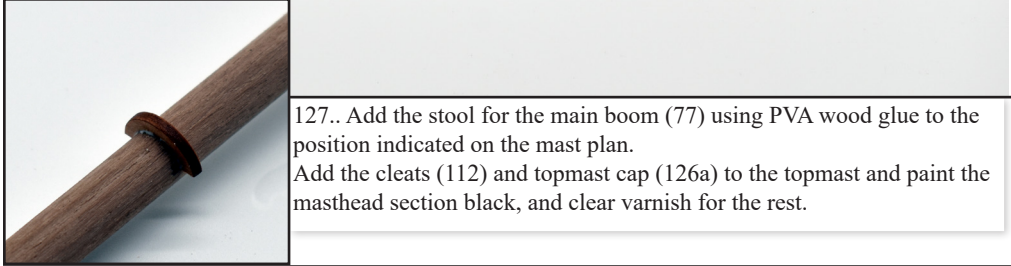 127.. Add the stool for the main boom (77) using PVA wood glue to the
position indicated on the mast plan.
Add the cleats (112) and topmast cap (126a) to the topmast and paint the
masthead section black, and clear varnish for the rest.